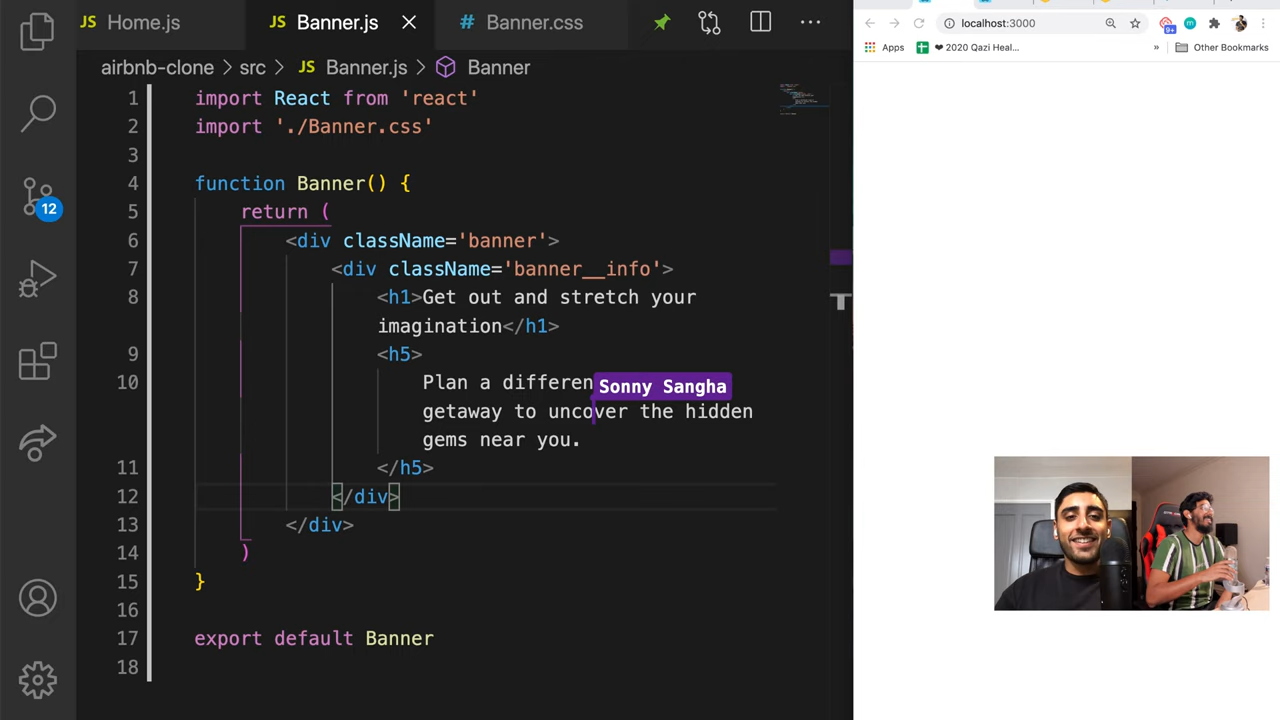 JS Home.js
JS Banner.js
# Banner.css
airbnb-clone > src > JS Banner.js > Banner
1 import React from 'react'
2 import './Banner.css'
3
4 function Banner() {
5 return (
6 <div className='banner'>
7 <div className='banner__info'>
8 <h1>Get out and stretch your
imagination</h1>
9 <h5>
10 Plan a differen
Sonny Sangha
getaway to uncover the hidden
gems near you.
11 </h5>
12 </div>
13 </div>
14 )
15 }
16
17 export default Banner
18
12
localhost:3000
9+
Apps
❤ 2020 Qazi Heal...
»
Other Bookmarks